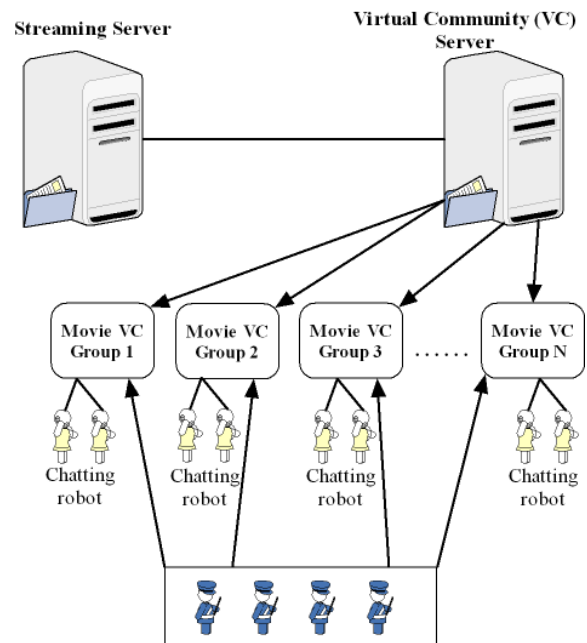 Streaming Server
Virtual Community (VC)
Server
Movie VC
Group 1
Movie VC
Group 2
Movie VC
Group 3
......
Movie VC
Group N
Chatting
robot
Chatting
robot
Chatting
robot
Chatting
robot